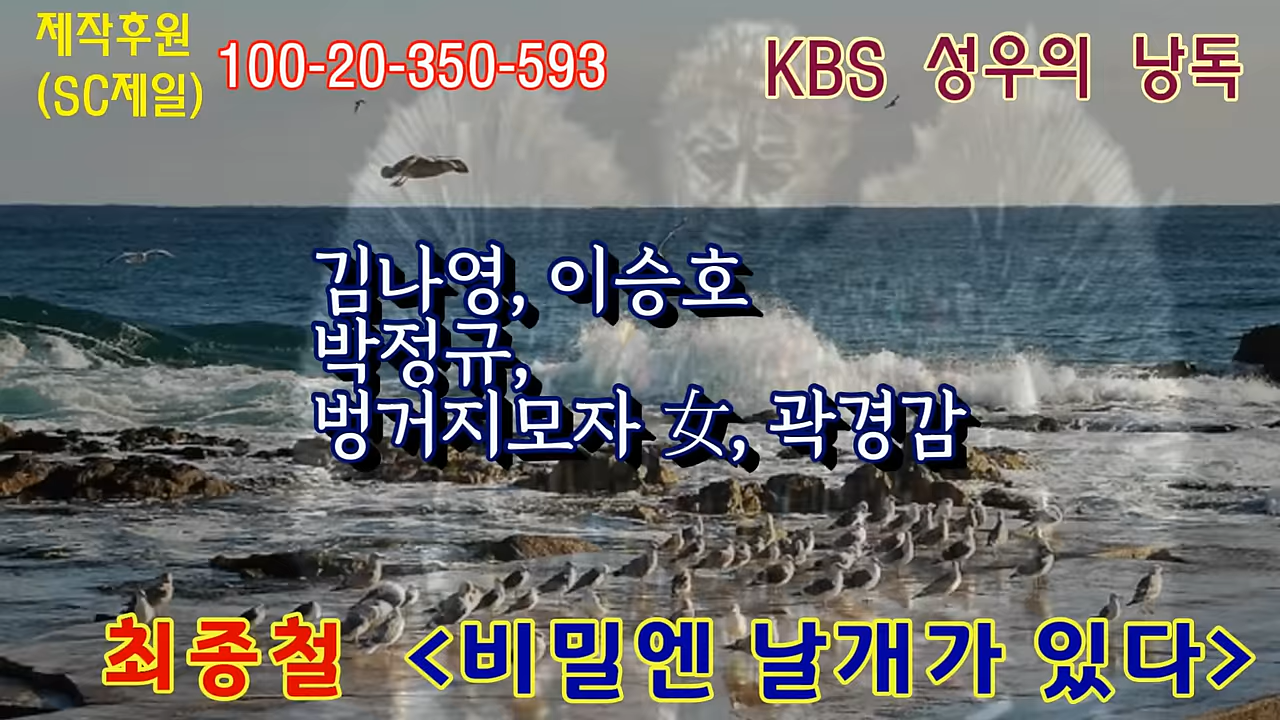 제작후원
(SC제일)
100-20-350-593
KBS 성우의 낭독
김나영, 이승호
박정규,
벙거지모자 女, 곽경감
최종철 <비밀엔 날개가 있다>